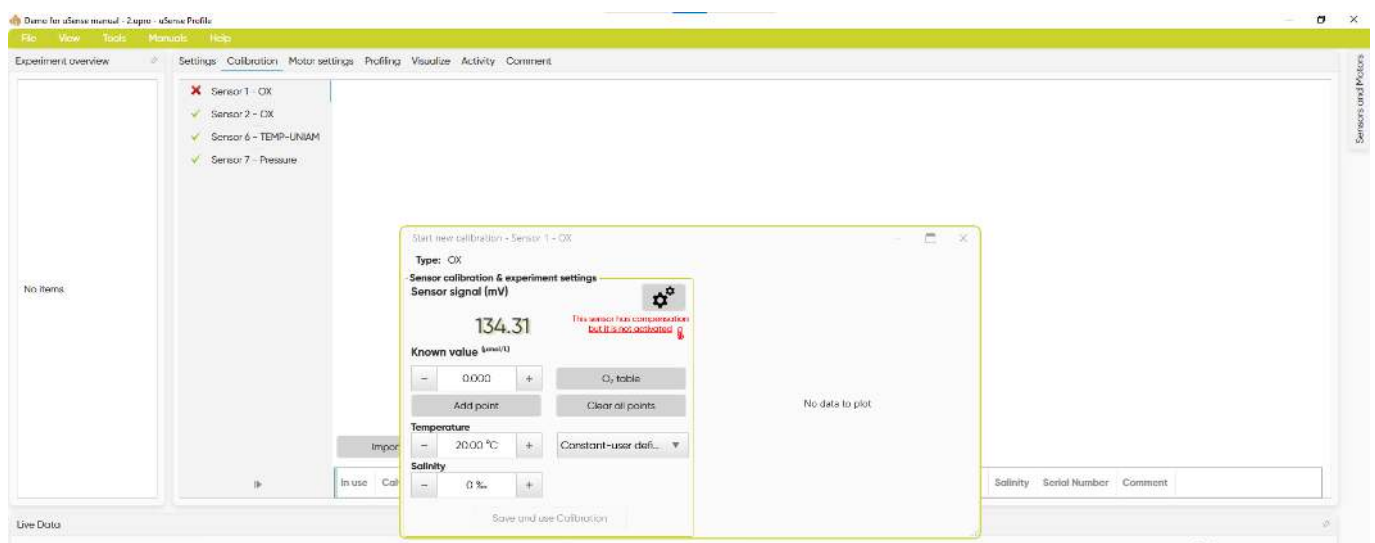 Demo for uSense manual - 2.upro - uSense Profile
File View Tools Manuals Help
Experiment overview
Settings Calibration Motor settings Profiling Visualize Activity Comment
Sensors and Motors
Sensor 1 - OX
Sensor 2 - OX
Sensor 6 - TEMP-UNIAM
Sensor 7 - Pressure
No items
Start new calibration - Sensor 1 - OX
Type: OX
Sensor calibration & experiment settings
Sensor signal (mV)
134.31
This sensor has compensation
but it is not activated
Known value (µmol/L)
- 0.000 + O₂ table
Add point Clear all points
No data to plot
Temperature
- 20.00 °C + Constant-user defi...
Impor
Salinity
- 0 ‰ +
In use Cal Salinity Serial Number Comment
Save and use Calibration
Live Data